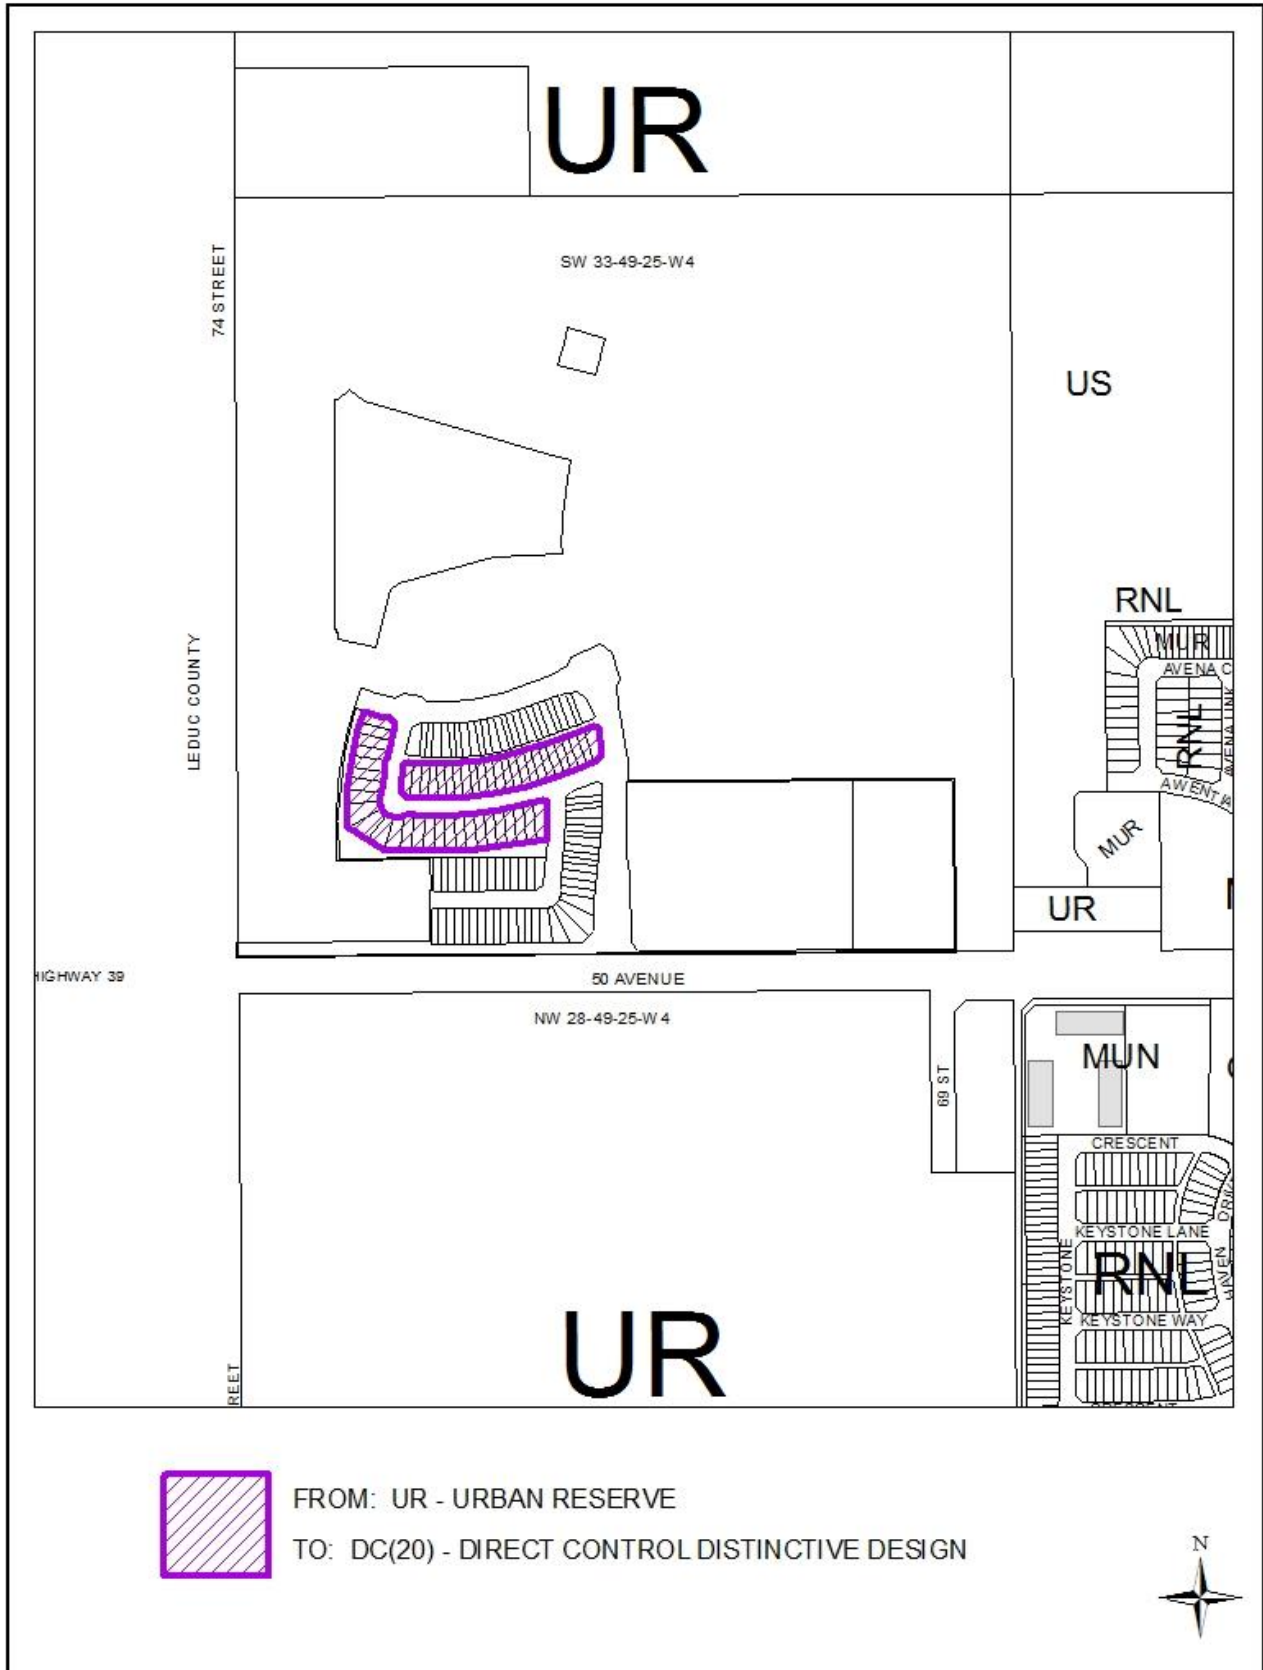 UR
SW 33-49-25-W4
74 STREET
US
RNL
MUR
AVENA C
LEDUC COUNTY
RNL
AVENA LINK
MUR
UR
HIGHWAY 39
50 AVENUE
NW 28-49-25-W4
MUN
69 ST
CRESCENT
KEYSTONE LANE
KEYSTONE
RNL
HAVEN
KEYSTONE WAY
UR
REET
FROM: UR - URBAN RESERVE
TO: DC(20) - DIRECT CONTROL DISTINCTIVE DESIGN
N